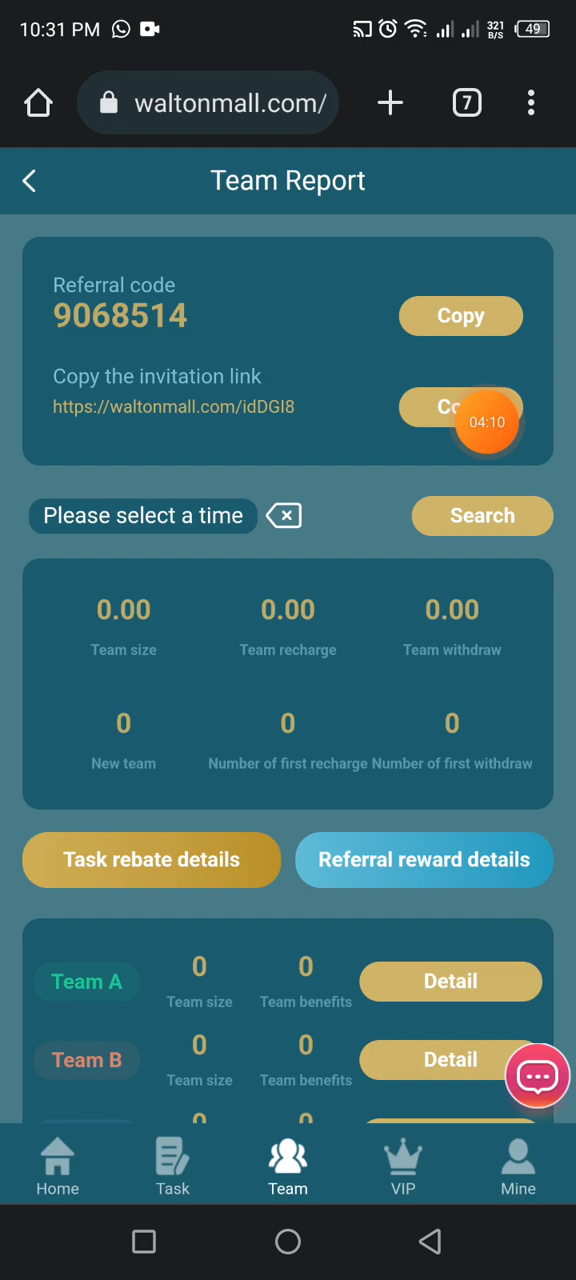 10:31 PM
321
B/S
49
waltonmall.com/
7
Team Report
Referral code
9068514
Copy
Copy the invitation link
https://waltonmall.com/idDGI8
Co
04:10
Please select a time
Search
0.00 0.00 0.00
Team size Team recharge Team withdraw
0 0 0
New team Number of first recharge Number of first withdraw
Task rebate details Referral reward details
Team A
0 0
Team size Team benefits
Detail
Team B
0 0
Team size Team benefits
Detail
Home Task Team VIP Mine